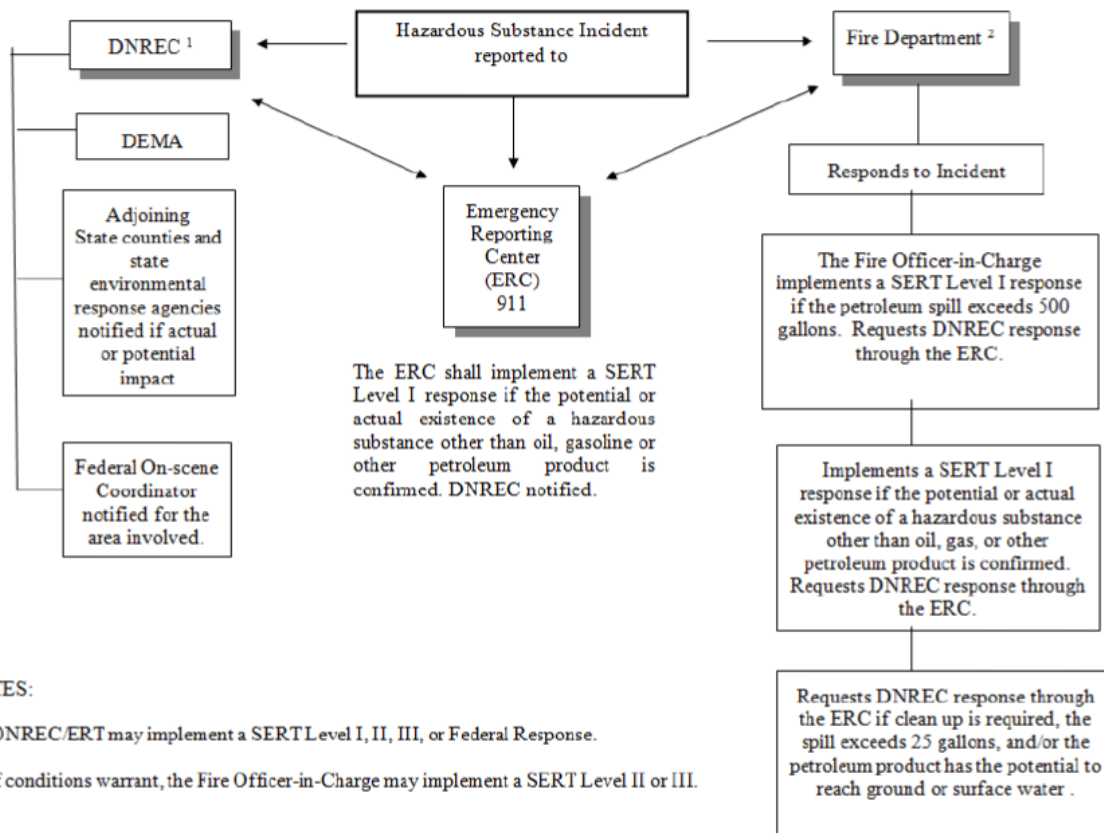 DNREC 1
Hazardous Substance Incident
reported to
Fire Department 2
DEMA
Adjoining
State counties and
state
environmental
response agencies
notified if actual
or potential
impact
Federal On-scene
Coordinator
notified for the
area involved.
Emergency
Reporting
Center
(ERC)
911
The ERC shall implement a SERT
Level I response if the potential or
actual existence of a hazardous
substance other than oil, gasoline or
other petroleum product is
confirmed. DNREC notified.
Responds to Incident
The Fire Officer-in-Charge
implements a SERT Level I response
if the petroleum spill exceeds 500
gallons. Requests DNREC response
through the ERC.
Implements a SERT Level I
response if the potential or actual
existence of a hazardous substance
other than oil, gas, or other
petroleum product is confirmed.
Requests DNREC response through
the ERC.
Requests DNREC response through
the ERC if clean up is required, the
spill exceeds 25 gallons, and/or the
petroleum product has the potential to
reach ground or surface water .
TES:
DNREC/ERT may implement a SERT Level I, II, III, or Federal Response.
f conditions warrant, the Fire Officer-in-Charge may implement a SERT Level II or III.